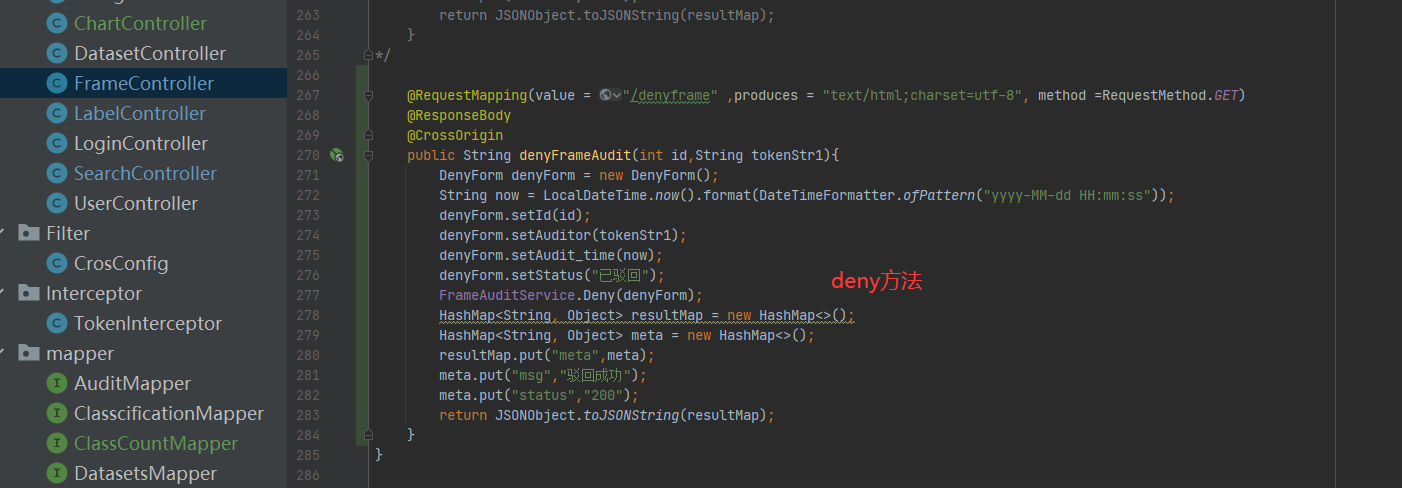 ChartController
DatasetController
FrameController
LabelController
LoginController
SearchController
UserController
Filter
CrosConfig
Interceptor
TokenInterceptor
mapper
AuditMapper
ClasscificationMapper
ClassCountMapper
DatasetsMapper
263 return JSONObject.toJSONString(resultMap);
264 }
265 */
266
267 @RequestMapping(value = "/denyframe" ,produces = "text/html;charset=utf-8", method =RequestMethod.GET)
268 @ResponseBody
269 @CrossOrigin
270 public String denyFrameAudit(int id,String tokenStr1){
271 DenyForm denyForm = new DenyForm();
272 String now = LocalDateTime.now().format(DateTimeFormatter.ofPattern("yyyy-MM-dd HH:mm:ss"));
273 denyForm.setId(id);
274 denyForm.setAuditor(tokenStr1);
275 denyForm.setAudit_time(now);
276 denyForm.setStatus("已驳回");
277 FrameAuditService.Deny(denyForm);
278 HashMap<String, Object> resultMap = new HashMap<>();
279 HashMap<String, Object> meta = new HashMap<>();
280 resultMap.put("meta",meta);
281 meta.put("msg","驳回成功");
282 meta.put("status","200");
283 return JSONObject.toJSONString(resultMap);
284 }
285 }
286
deny方法